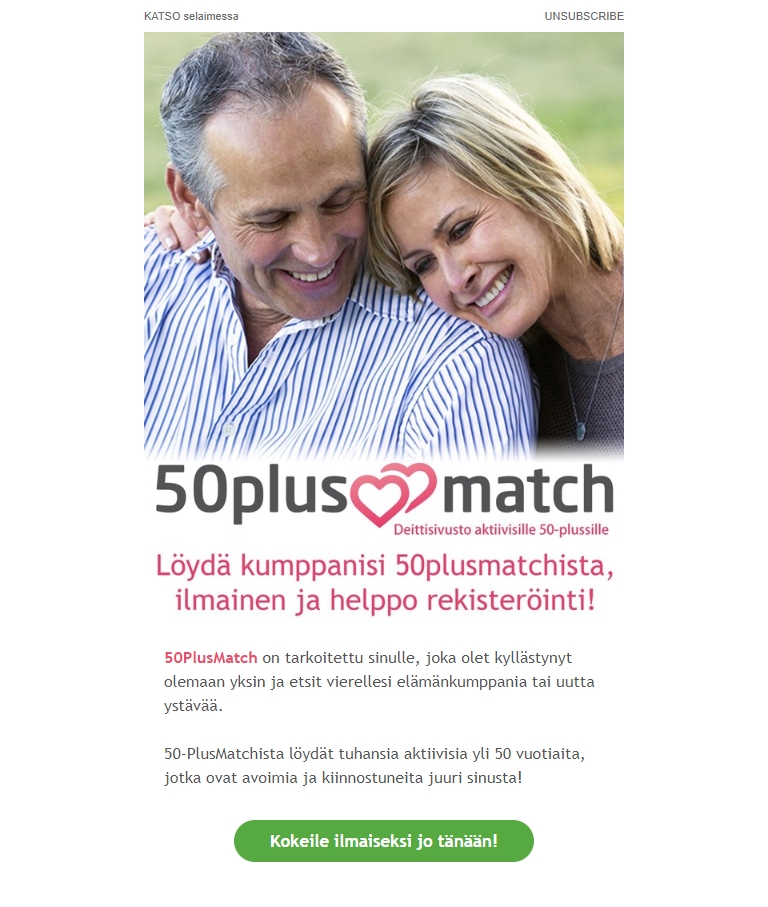 KATSO selaimessa
UNSUBSCRIBE
50plus match
Deittisivusto aktiivisille 50-plussille
Löydä kumppanisi 50plusmatchista,
ilmainen ja helppo rekisteröinti!
50PlusMatch on tarkoitettu sinulle, joka olet kyllästynyt
olemaan yksin ja etsit vierellesi elämänkumppania tai uutta
ystävää.
50-PlusMatchista löydät tuhansia aktiivisia yli 50 vuotiaita,
jotka ovat avoimia ja kiinnostuneita juuri sinusta!
Kokeile ilmaiseksi jo tänään!